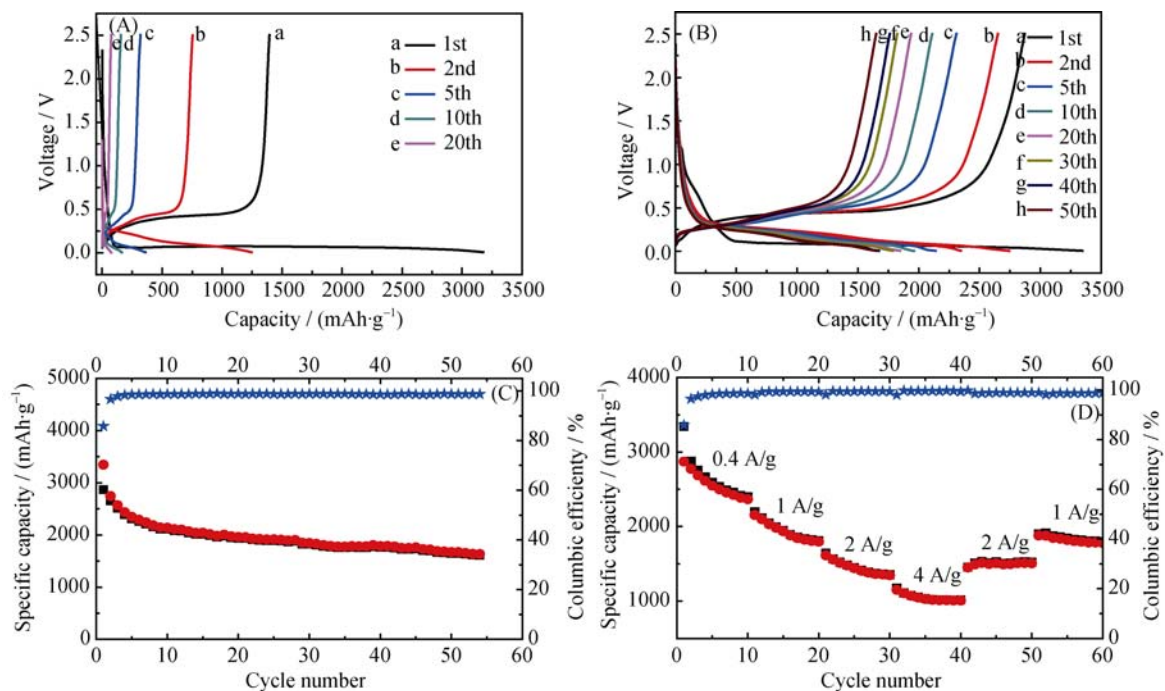 (A)
e d c b a
a 1st
b 2nd
c 5th
d 10th
e 20th
2.5
2.0
1.5
1.0
0.5
0.0
Voltage / V
0 500 1000 1500 2000 2500 3000 3500
Capacity / (mAh·g⁻¹)
(B)
h g f e d c b a
a 1st
b 2nd
c 5th
d 10th
e 20th
f 30th
g 40th
h 50th
2.5
2.0
1.5
1.0
0.5
0.0
Voltage / V
0 500 1000 1500 2000 2500 3000 3500
Capacity / (mAh·g⁻¹)
0 10 20 30 40 50 60
(C)
5000
4000
3000
2000
1000
0
Specific capacity / (mAh·g⁻¹)
100
80
60
40
20
0
Columbic efficienty / %
0 10 20 30 40 50 60
Cycle number
0 10 20 30 40 50 60
(D)
4000
3000
2000
1000
Specific capacity / (mAh·g⁻¹)
0.4 A/g
1 A/g
2 A/g
4 A/g
2 A/g
1 A/g
100
80
60
40
20
0
Columbic efficiency / %
0 10 20 30 40 50 60
Cycle number